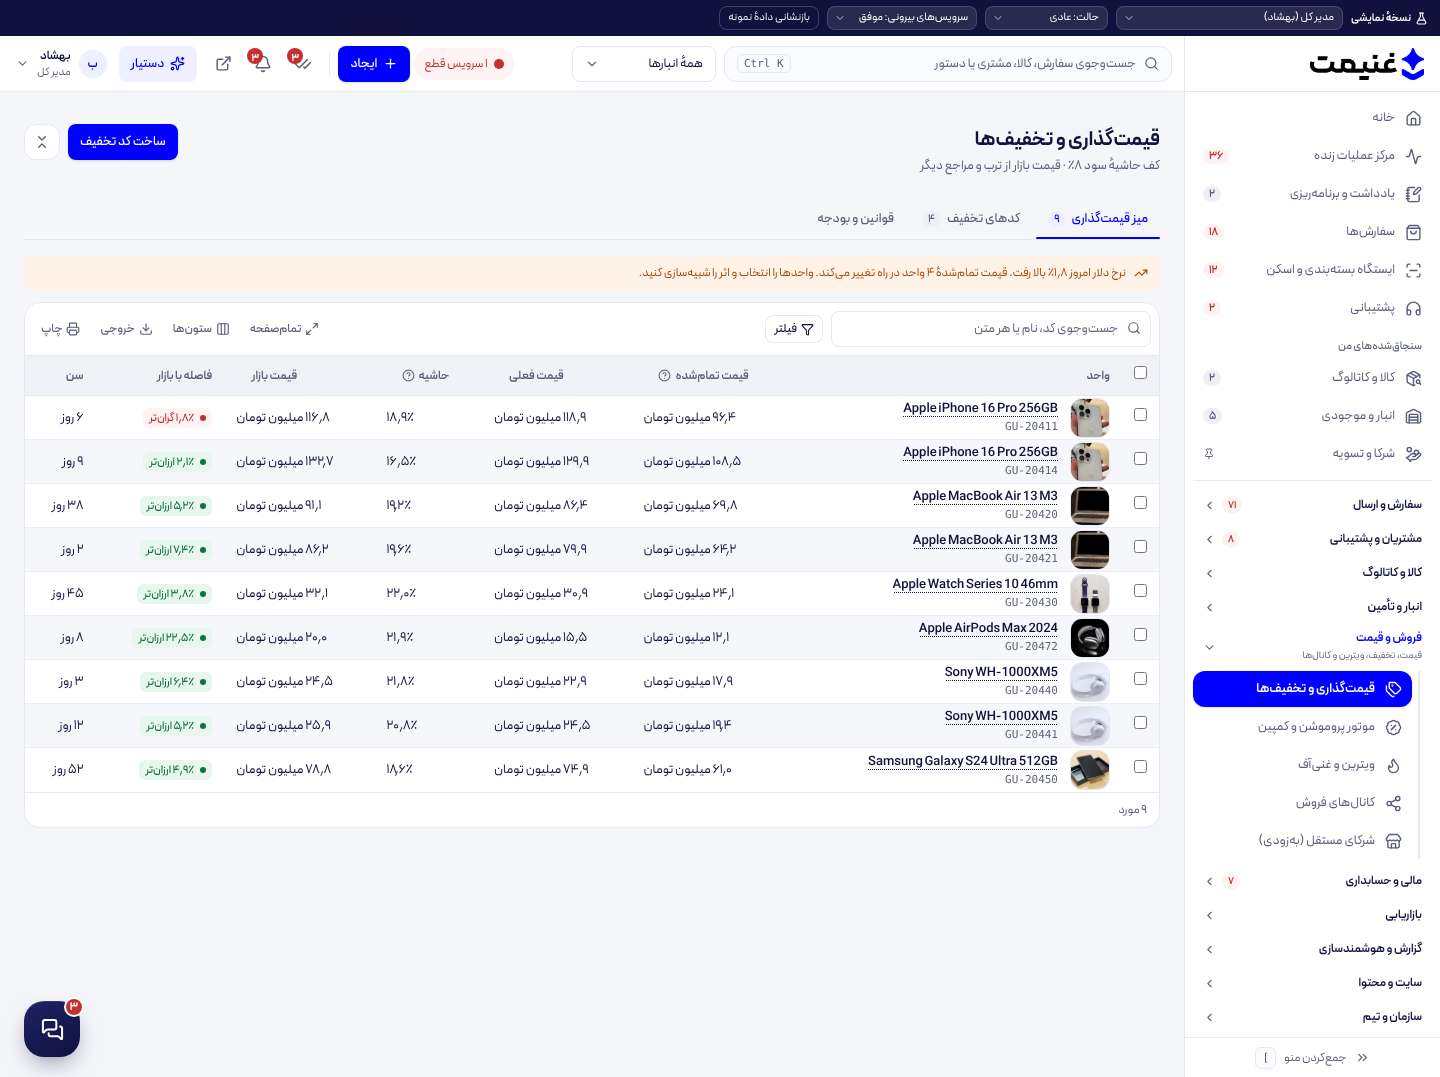 نسخهٔ نمایشی
مدیر کل (بهشاد)
حالت: عادی
سرویس‌های بیرونی: موفق
بازنشانی دادهٔ نمونه
غنیمت
جست‌وجوی سفارش، کالا، مشتری یا دستور
Ctrl K
همهٔ انبارها
۱ سرویس قطع
ایجاد
۳
۳
دستیار
ب
بهشاد
مدیر کل
خانه
مرکز عملیات زنده ۳۶
یادداشت و برنامه‌ریزی ۲
سفارش‌ها ۱۸
ایستگاه بسته‌بندی و اسکن ۱۲
پشتیبانی ۲
سنجاق‌شده‌های من
کالا و کاتالوگ ۲
انبار و موجودی ۵
شرکا و تسویه
سفارش و ارسال ۷۱
مشتریان و پشتیبانی ۸
کالا و کاتالوگ
انبار و تأمین
فروش و قیمت
قیمت، تخفیف، ویترین و کانال‌ها
قیمت‌گذاری و تخفیف‌ها
موتور پروموشن و کمپین
ویترین و غنی‌آف
کانال‌های فروش
شرکای مستقل (به‌زودی)
مالی و حسابداری ۷
بازاریابی
گزارش و هوشمندسازی
سایت و محتوا
سازمان و تیم
جمع‌کردن منو ]
قیمت‌گذاری و تخفیف‌ها
کف حاشیهٔ سود ۸٪ · قیمت بازار از ترب و مراجع دیگر
ساخت کد تخفیف
میز قیمت‌گذاری ۹
کدهای تخفیف ۴
قوانین و بودجه
نرخ دلار امروز ۱٫۸٪ بالا رفت. قیمت تمام‌شدهٔ ۴ واحد در راه تغییر می‌کند. واحدها را انتخاب و اثر را شبیه‌سازی کنید.
جست‌وجوی کد، نام یا هر متن
فیلتر
تمام‌صفحه
ستون‌ها
خروجی
چاپ
واحد قیمت تمام‌شده قیمت فعلی حاشیه قیمت بازار فاصله با بازار سن
Apple iPhone 16 Pro 256GB
GU-20411
۹۶٫۴ میلیون تومان ۱۱۸٫۹ میلیون تومان ۱۸٫۹٪ ۱۱۶٫۸ میلیون تومان ۱٫۸٪ گران‌تر ۶ روز
Apple iPhone 16 Pro 256GB
GU-20414
۱۰۸٫۵ میلیون تومان ۱۲۹٫۹ میلیون تومان ۱۶٫۵٪ ۱۳۲٫۷ میلیون تومان ۲٫۱٪ ارزان‌تر ۹ روز
Apple MacBook Air 13 M3
GU-20420
۶۹٫۸ میلیون تومان ۸۶٫۴ میلیون تومان ۱۹٫۲٪ ۹۱٫۱ میلیون تومان ۵٫۲٪ ارزان‌تر ۳۸ روز
Apple MacBook Air 13 M3
GU-20421
۶۴٫۲ میلیون تومان ۷۹٫۹ میلیون تومان ۱۹٫۶٪ ۸۶٫۲ میلیون تومان ۷٫۴٪ ارزان‌تر ۲ روز
Apple Watch Series 10 46mm
GU-20430
۲۴٫۱ میلیون تومان ۳۰٫۹ میلیون تومان ۲۲٫۰٪ ۳۲٫۱ میلیون تومان ۳٫۸٪ ارزان‌تر ۴۵ روز
Apple AirPods Max 2024
GU-20472
۱۲٫۱ میلیون تومان ۱۵٫۵ میلیون تومان ۲۱٫۹٪ ۲۰٫۰ میلیون تومان ۲۲٫۵٪ ارزان‌تر ۸ روز
Sony WH-1000XM5
GU-20440
۱۷٫۹ میلیون تومان ۲۲٫۹ میلیون تومان ۲۱٫۸٪ ۲۴٫۵ میلیون تومان ۶٫۴٪ ارزان‌تر ۳ روز
Sony WH-1000XM5
GU-20441
۱۹٫۴ میلیون تومان ۲۴٫۵ میلیون تومان ۲۰٫۸٪ ۲۵٫۹ میلیون تومان ۵٫۲٪ ارزان‌تر ۱۲ روز
Samsung Galaxy S24 Ultra 512GB
GU-20450
۶۱٫۰ میلیون تومان ۷۴٫۹ میلیون تومان ۱۸٫۶٪ ۷۸٫۸ میلیون تومان ۴٫۹٪ ارزان‌تر ۵۲ روز
۹ مورد
۳